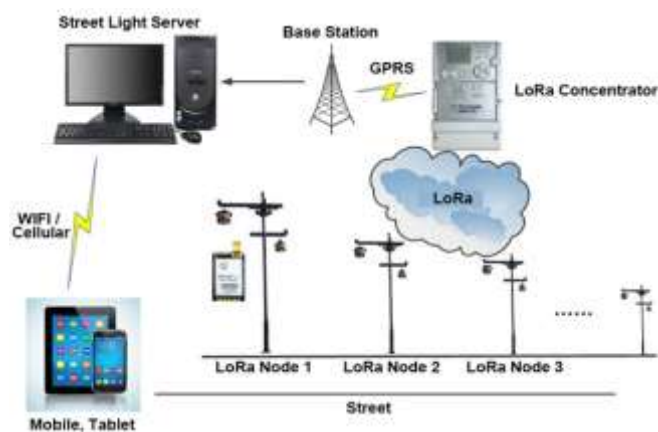 Street Light Server
Base Station
GPRS
LoRa Concentrator
LoRa
WIFI /
Cellular
LoRa Node 1
LoRa Node 2
LoRa Node 3
......
Street
Mobile, Tablet